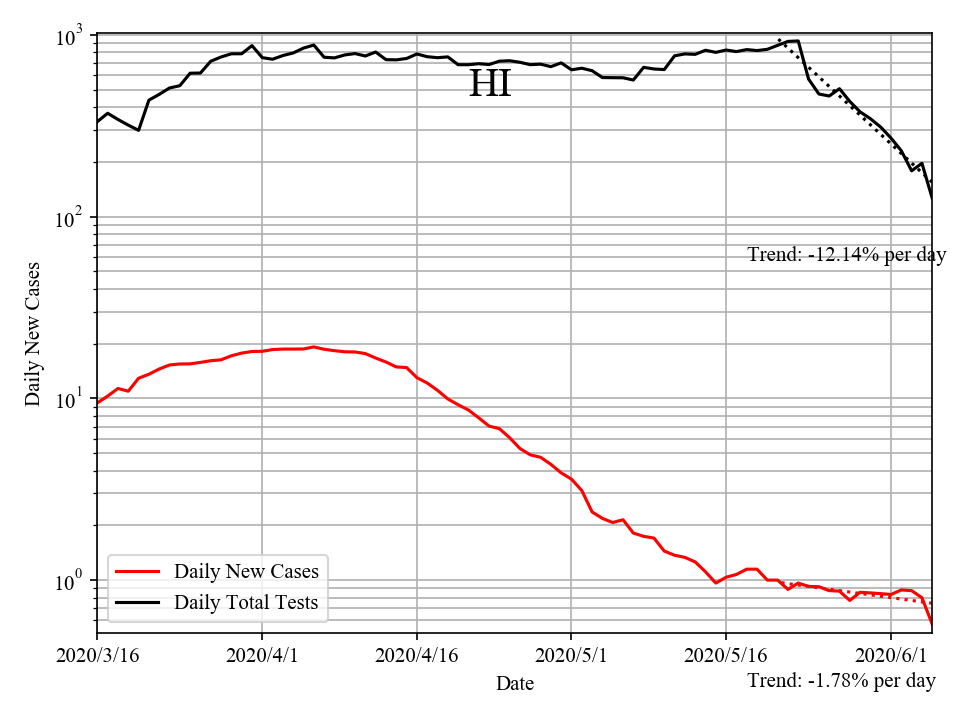 10³
HI
10²
Trend: -12.14% per day
Daily New Cases
10¹
10⁰
Daily New Cases
Daily Total Tests
2020/3/16 2020/4/1 2020/4/16 2020/5/1 2020/5/16 2020/6/1
Date
Trend: -1.78% per day